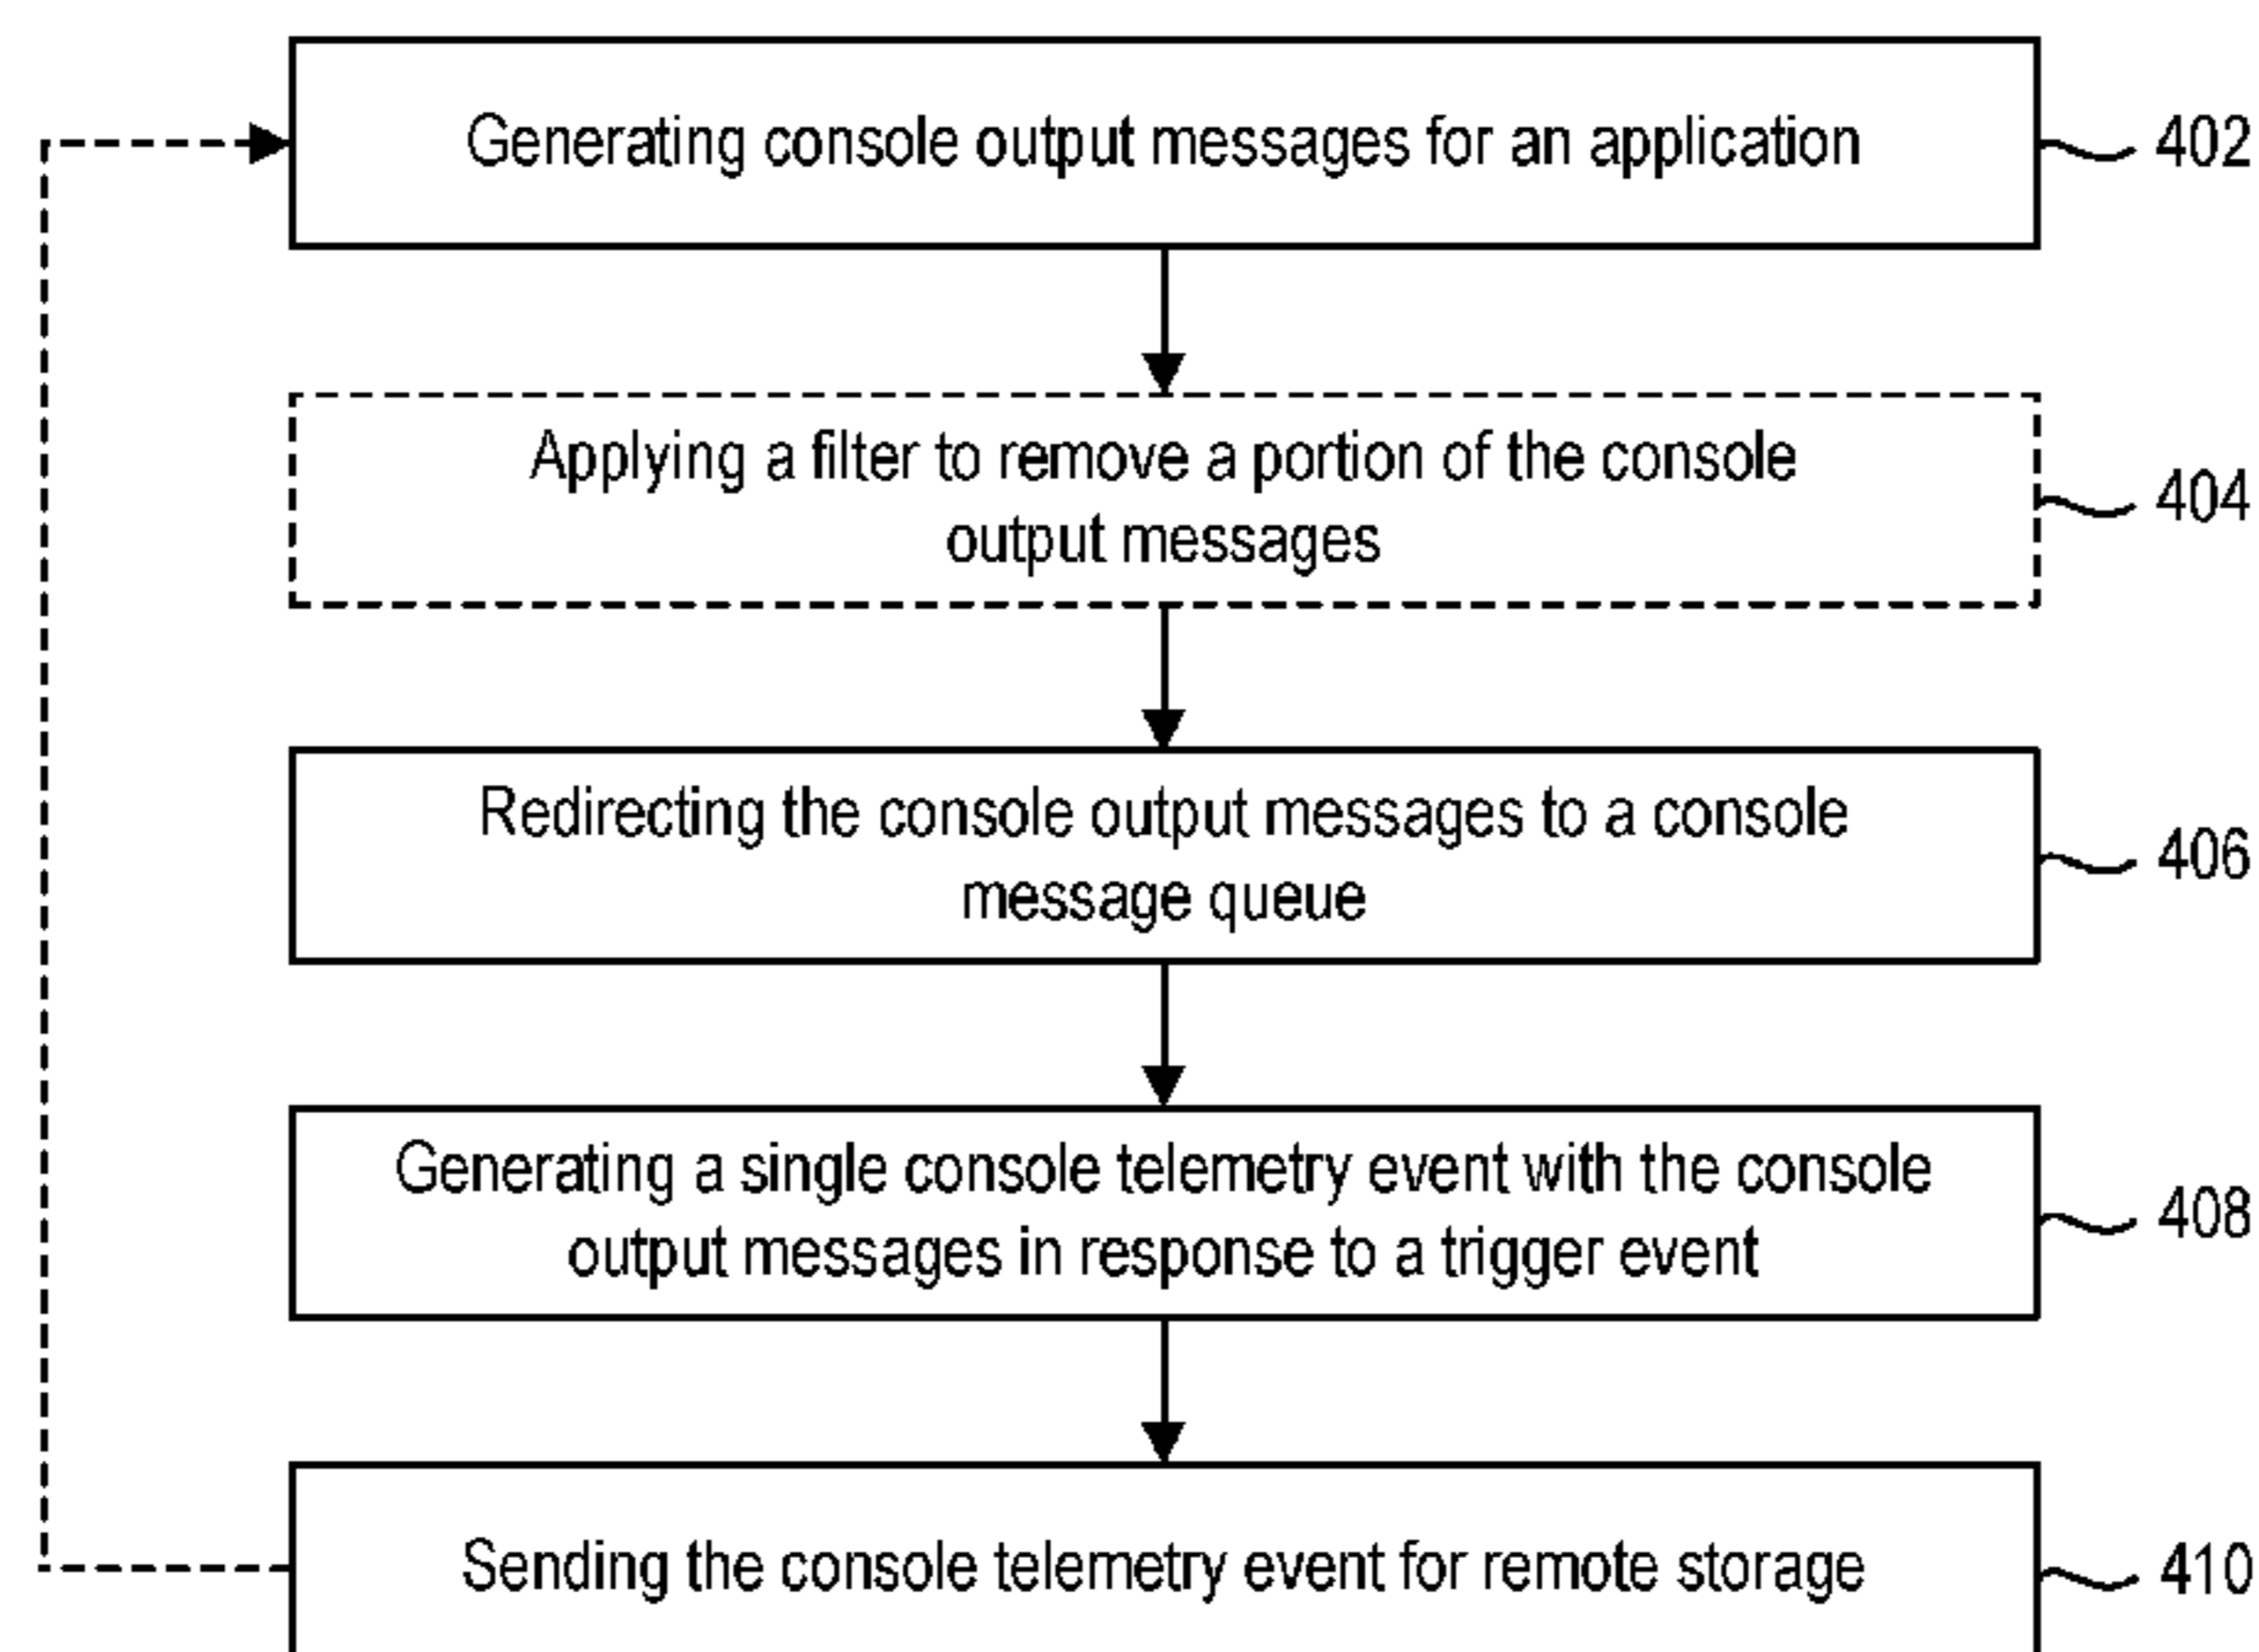 Generating console output messages for an application
402
Applying a filter to remove a portion of the console
output messages
404
Redirecting the console output messages to a console
message queue
406
Generating a single console telemetry event with the console
output messages in response to a trigger event
408
Sending the console telemetry event for remote storage
410